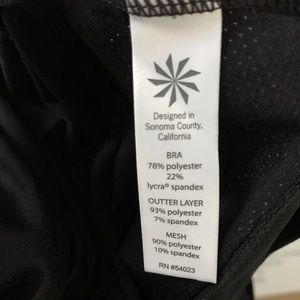 Designed in
Sonoma County,
California
BRA
78% polyester
22%
lycra® spandex
OUTTER LAYER
93% polyester
7% spandex
MESH
90% polyester
10% spandex
RN #54023